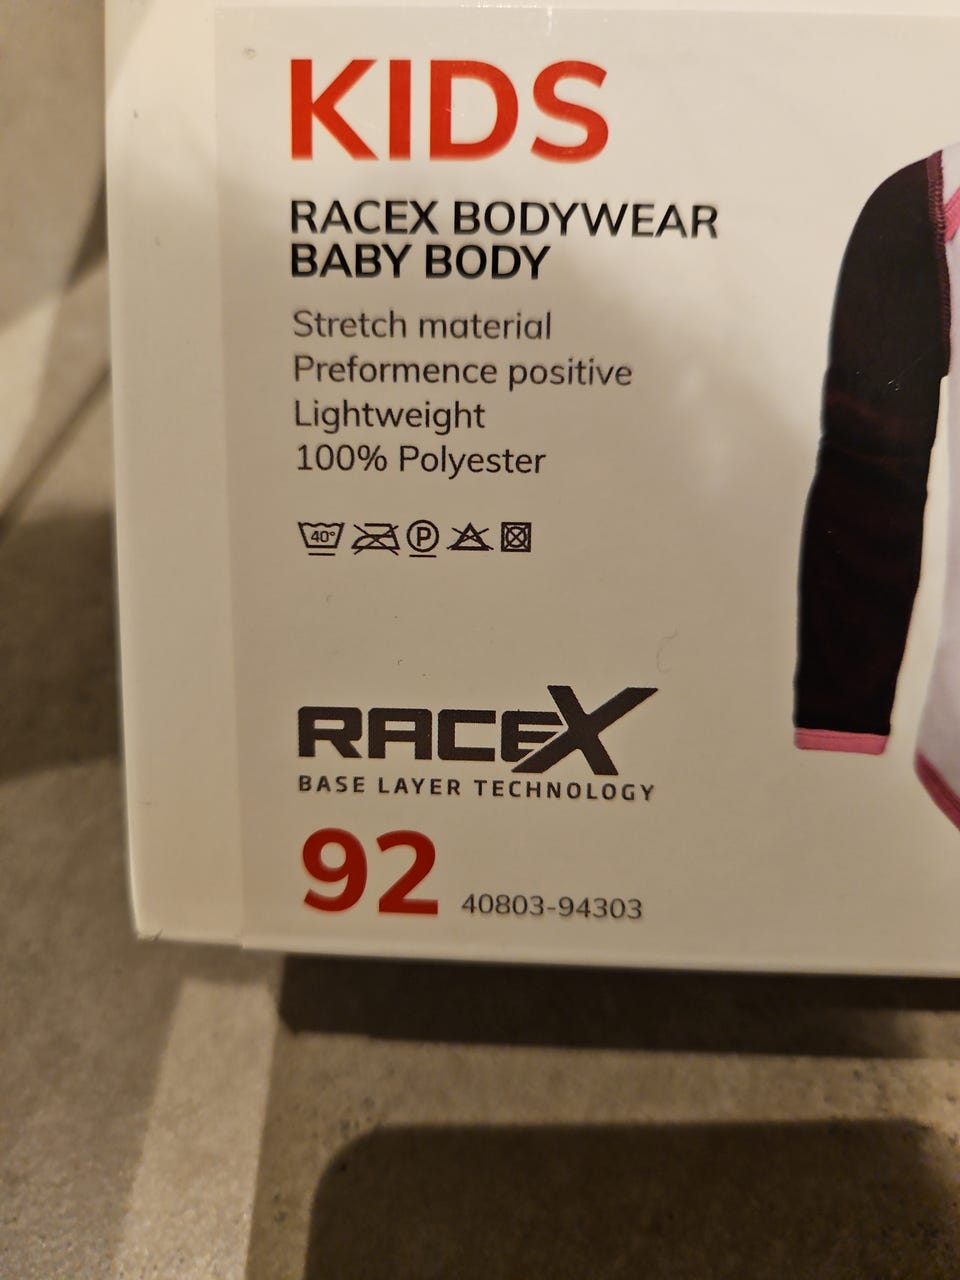 KIDS
RACEX BODYWEAR
BABY BODY
Stretch material
Preformence positive
Lightweight
100% Polyester
40° P
RACEX
BASE LAYER TECHNOLOGY
92 40803-94303